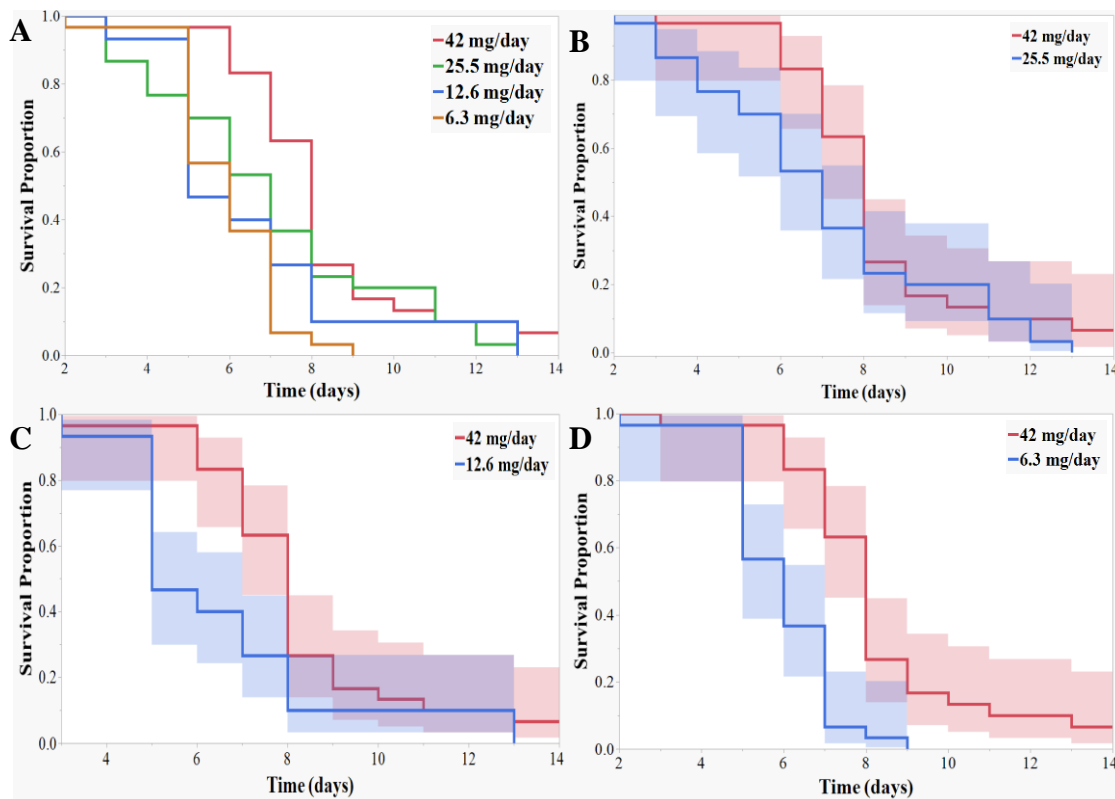 A
Survival Proportion
1.0
0.8
0.6
0.4
0.2
0.0
42 mg/day
25.5 mg/day
12.6 mg/day
6.3 mg/day
2 4 6 8 10 12 14
Time (days)
B
Survival Proportion
0.8
0.6
0.4
0.2
0.0
42 mg/day
25.5 mg/day
2 4 6 8 10 12 14
Time (days)
C
Survival Proportion
1.0
0.8
0.6
0.4
0.2
0.0
42 mg/day
12.6 mg/day
4 6 8 10 12 14
Time (days)
D
Survival Proportion
1.0
0.8
0.6
0.4
0.2
0.0
42 mg/day
6.3 mg/day
2 4 6 8 10 12 14
Time (days)